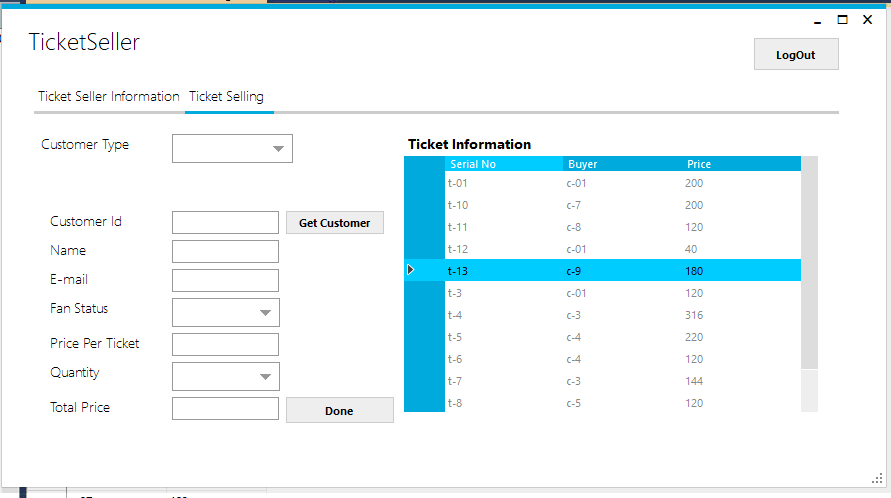 TicketSeller
LogOut
Ticket Seller Information Ticket Selling
Customer Type
Customer Id
Get Customer
Name
E-mail
Fan Status
Price Per Ticket
Quantity
Total Price
Done
Ticket Information
Serial No Buyer Price
t-01 c-01 200
t-10 c-7 200
t-11 c-8 120
t-12 c-01 40
t-13 c-9 180
t-3 c-01 120
t-4 c-3 316
t-5 c-4 220
t-6 c-4 120
t-7 c-3 144
t-8 c-5 120